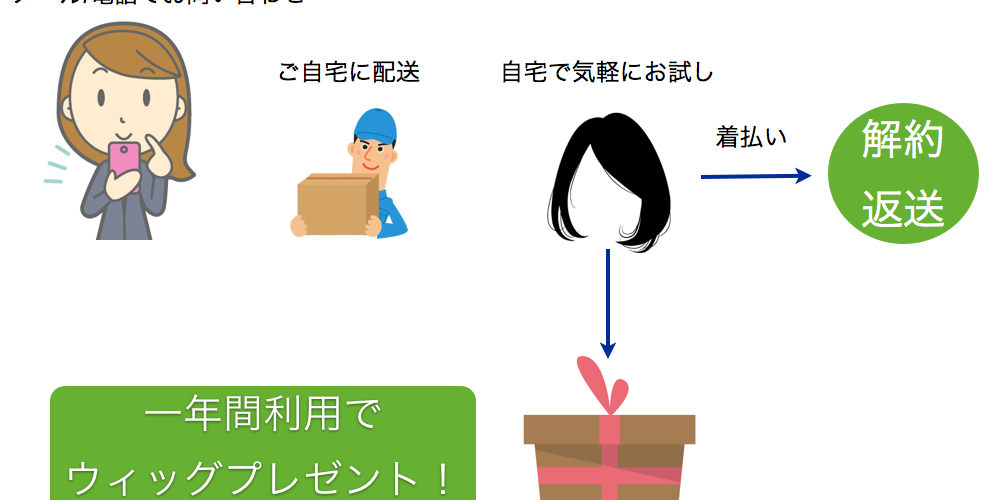 ご自宅に配送
自宅で気軽にお試し
着払い
解約
返送
一年間利用で
ウィッグプレゼント！